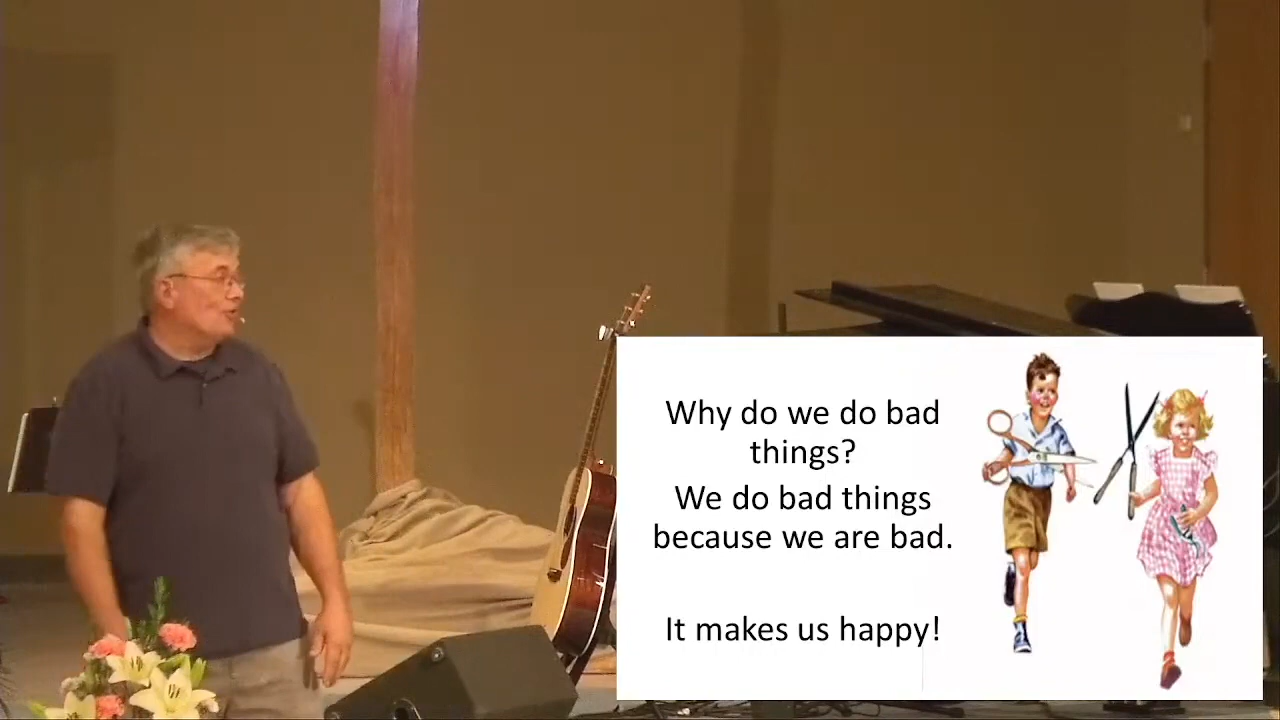 Why do we do bad
things?
We do bad things
because we are bad.
It makes us happy!